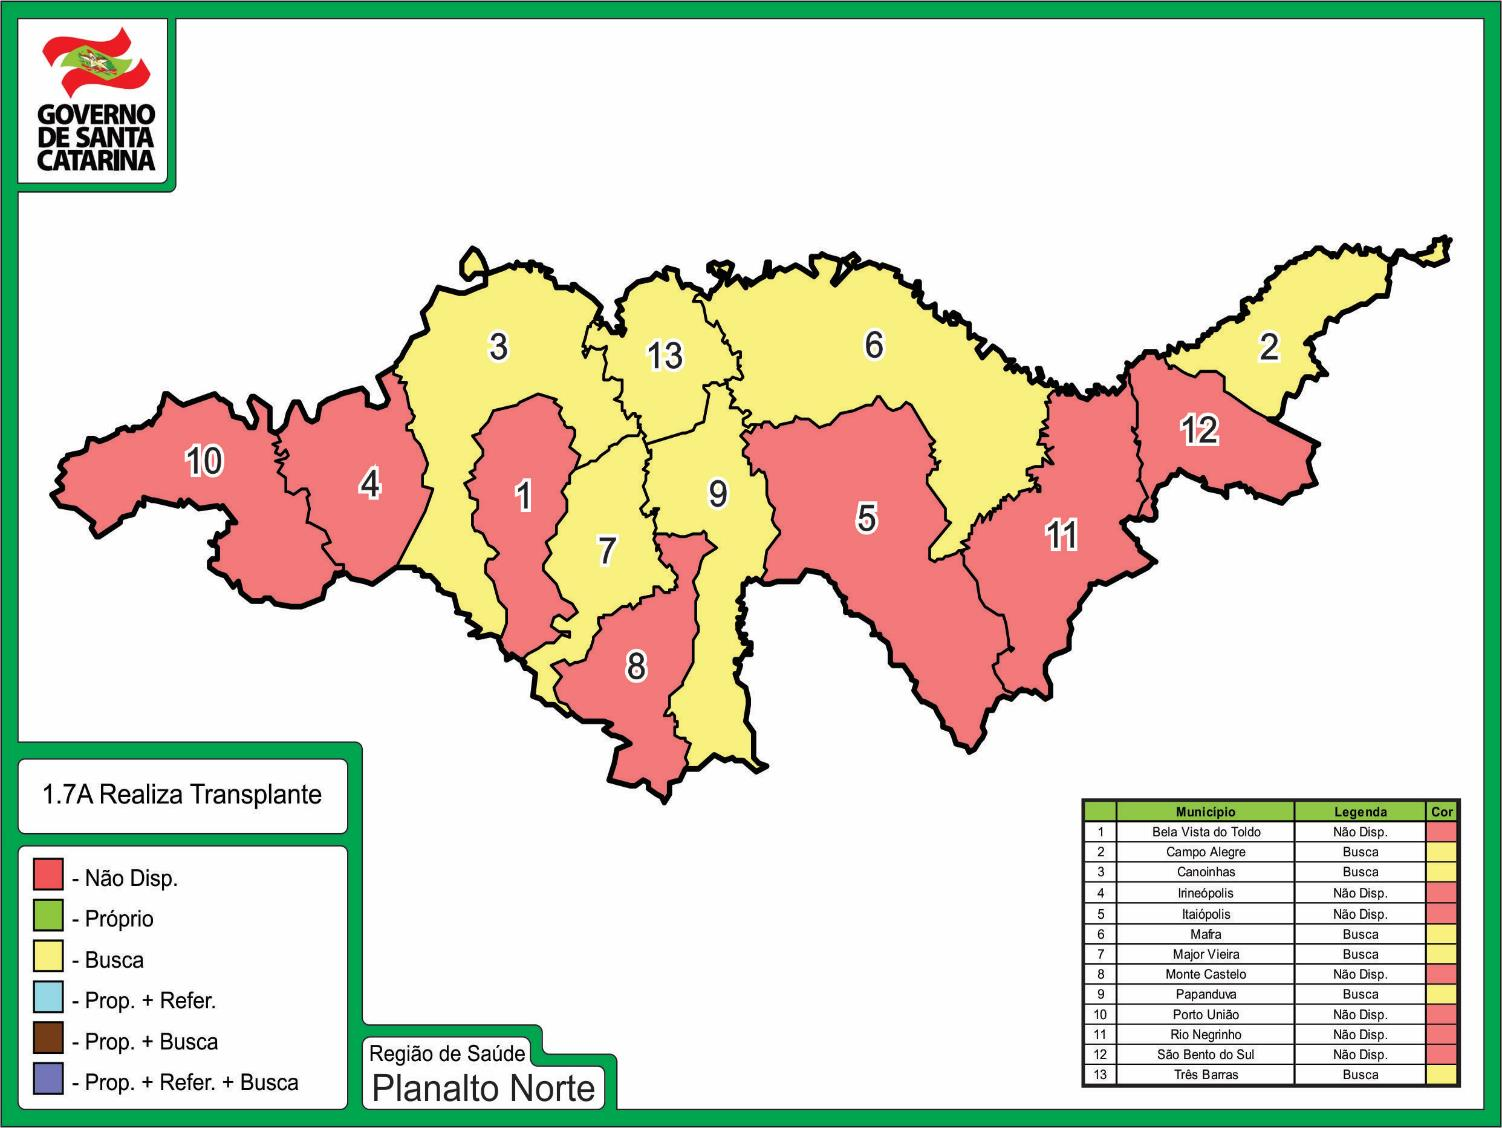 GOVERNO
DE SANTA
CATARINA
3
13
6
2
10
4
1
9
12
5
7
11
8
1.7A Realiza Transplante
- Não Disp.
- Próprio
- Busca
- Prop. + Refer.
- Prop. + Busca
- Prop. + Refer. + Busca
Região de Saúde
Planalto Norte
Município Legenda Cor
1 Bela Vista do Toldo Não Disp.
2 Campo Alegre Busca
3 Canoinhas Busca
4 Irineópolis Não Disp.
5 Itaiópolis Não Disp.
6 Mafra Busca
7 Major Vieira Busca
8 Monte Castelo Não Disp.
9 Papanduva Busca
10 Porto União Não Disp.
11 Rio Negrinho Não Disp.
12 São Bento do Sul Não Disp.
13 Três Barras Busca